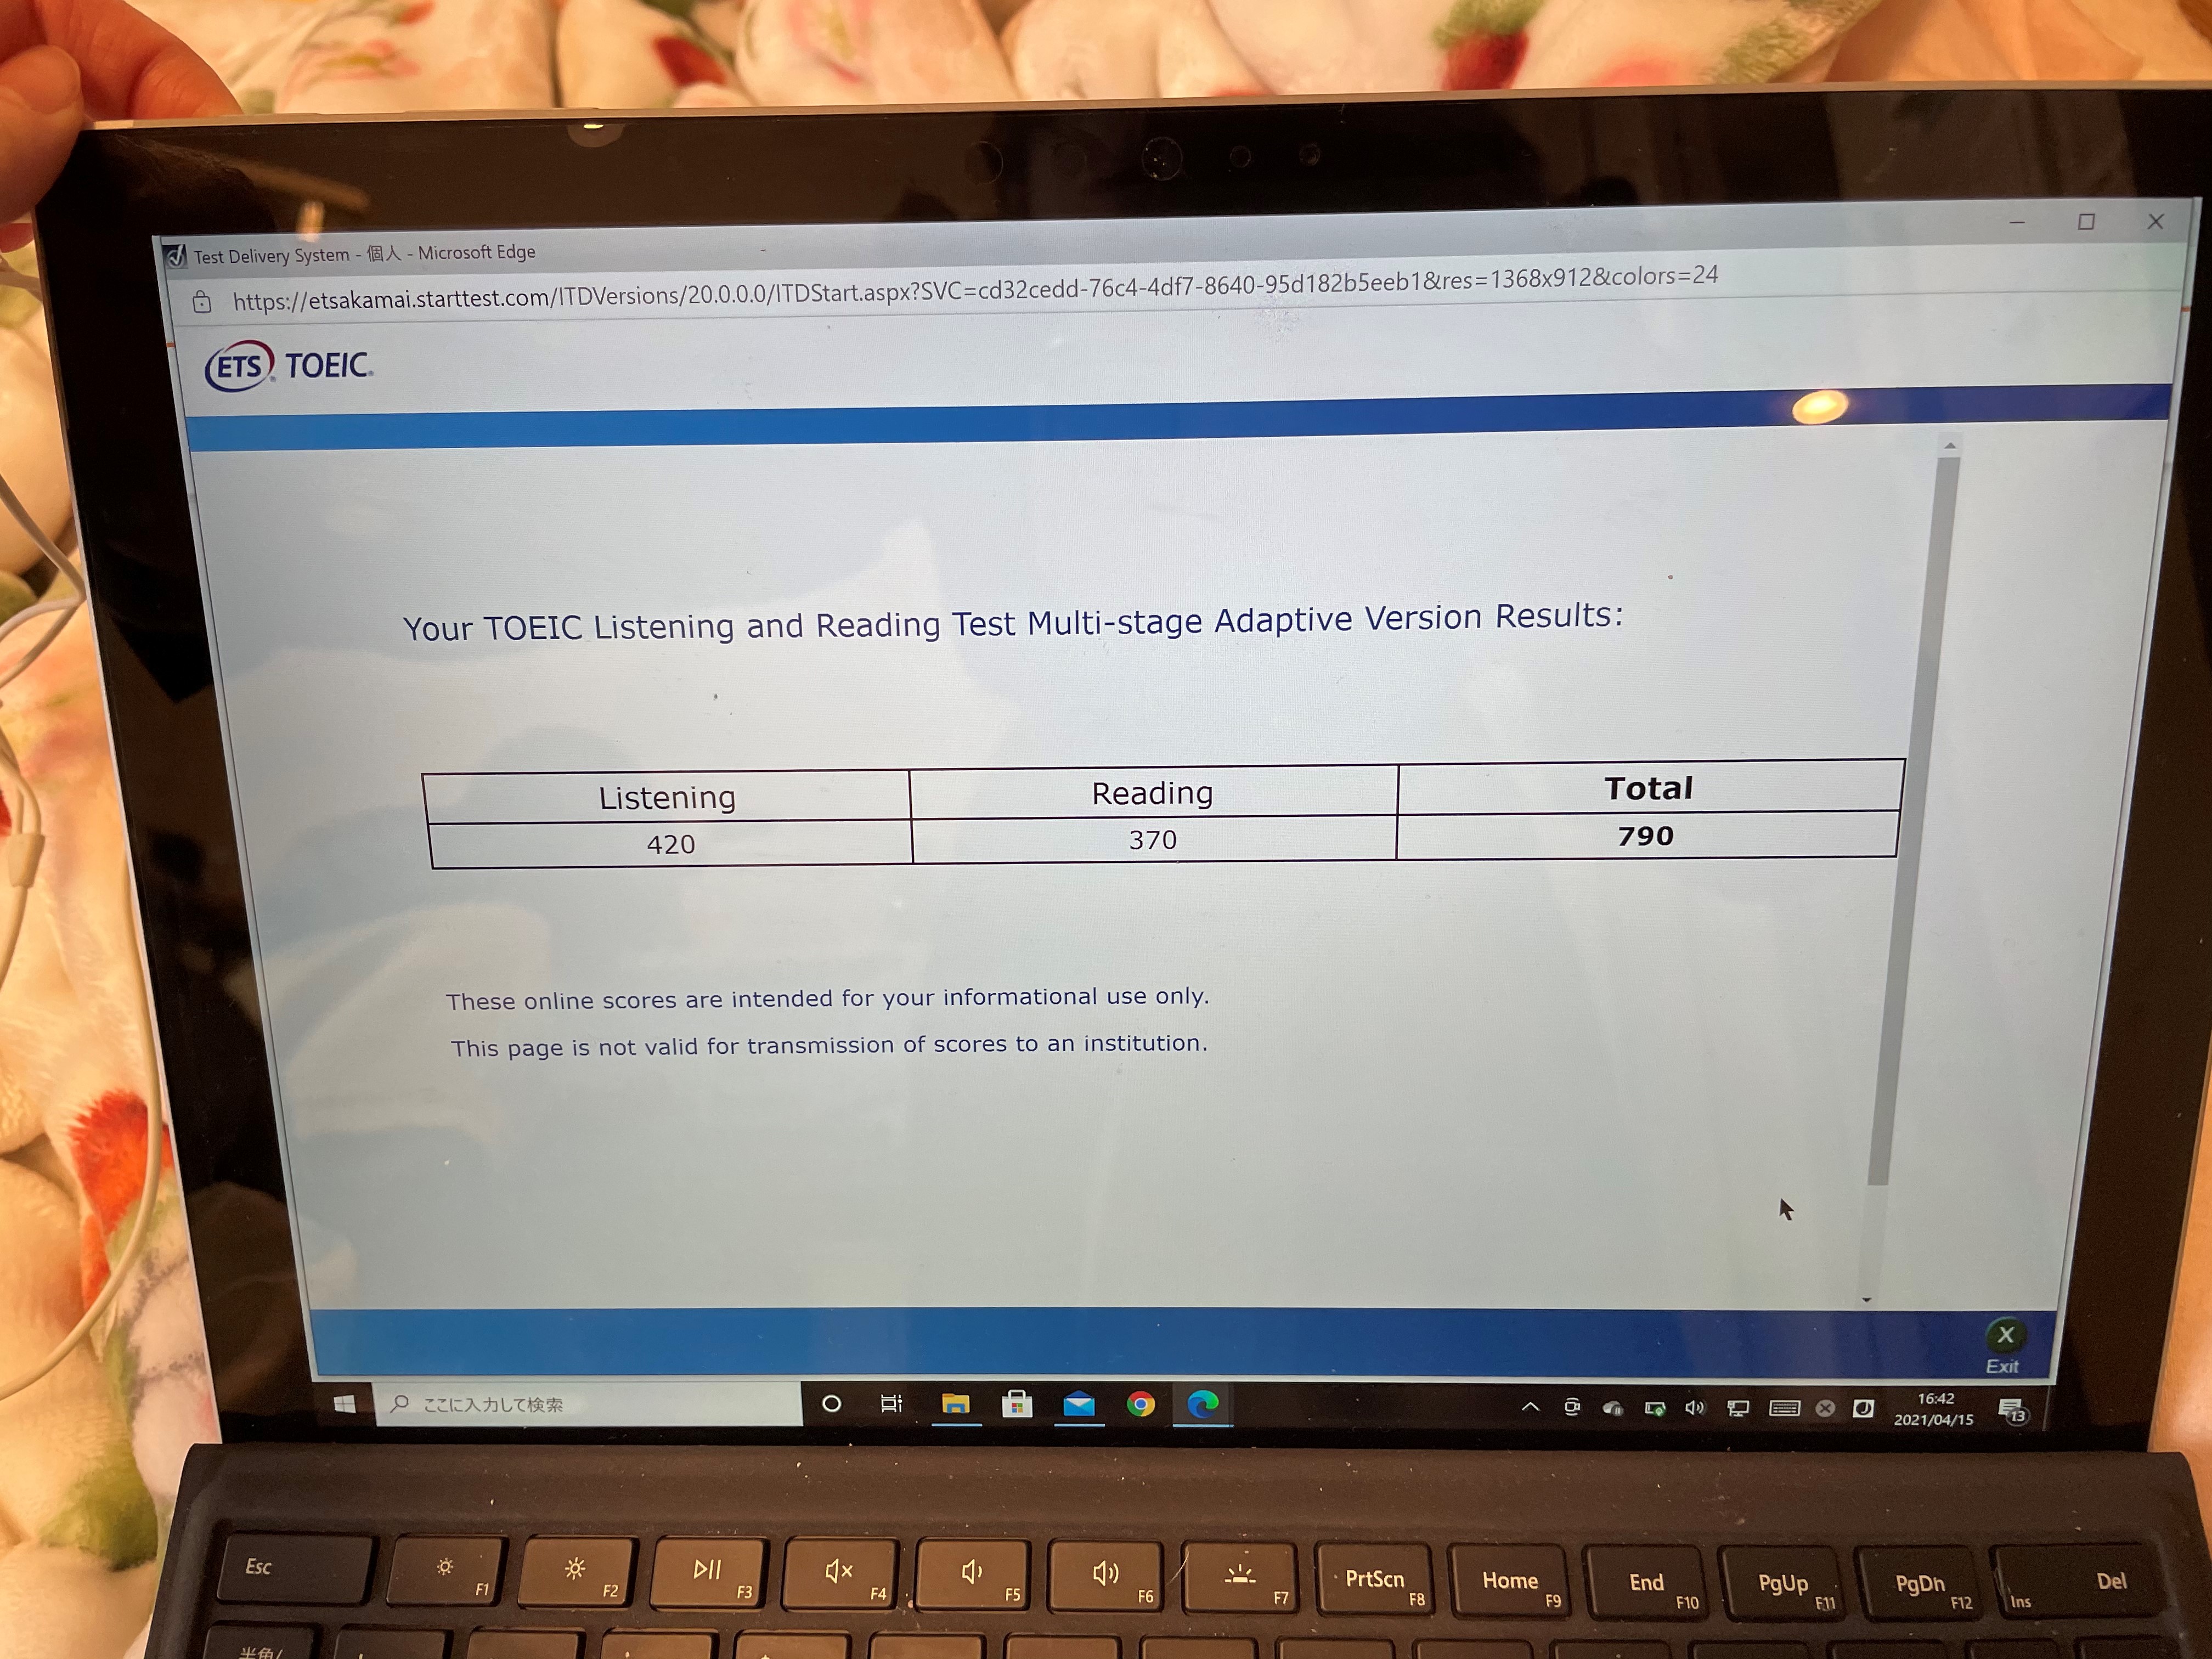 Test Delivery System - 個人 - Microsoft Edge
https://etsakamai.starttest.com/ITDVersions/20.0.0.0/ITDStart.aspx?SVC=cd32cedd-76c4-4df7-8640-95d182b5eeb1&res=1368x912&colors=24
ETS® TOEIC®
Your TOEIC Listening and Reading Test Multi-stage Adaptive Version Results:
Listening Reading Total
420 370 790
These online scores are intended for your informational use only.
This page is not valid for transmission of scores to an institution.
X
Exit
ここに入力して検索
16:42
2021/04/15
13
Esc F1 F2 F3 F4 F5 F6 F7 PrtScn F8 Home F9 End F10 PgUp F11 PgDn F12 Ins Del
半角/